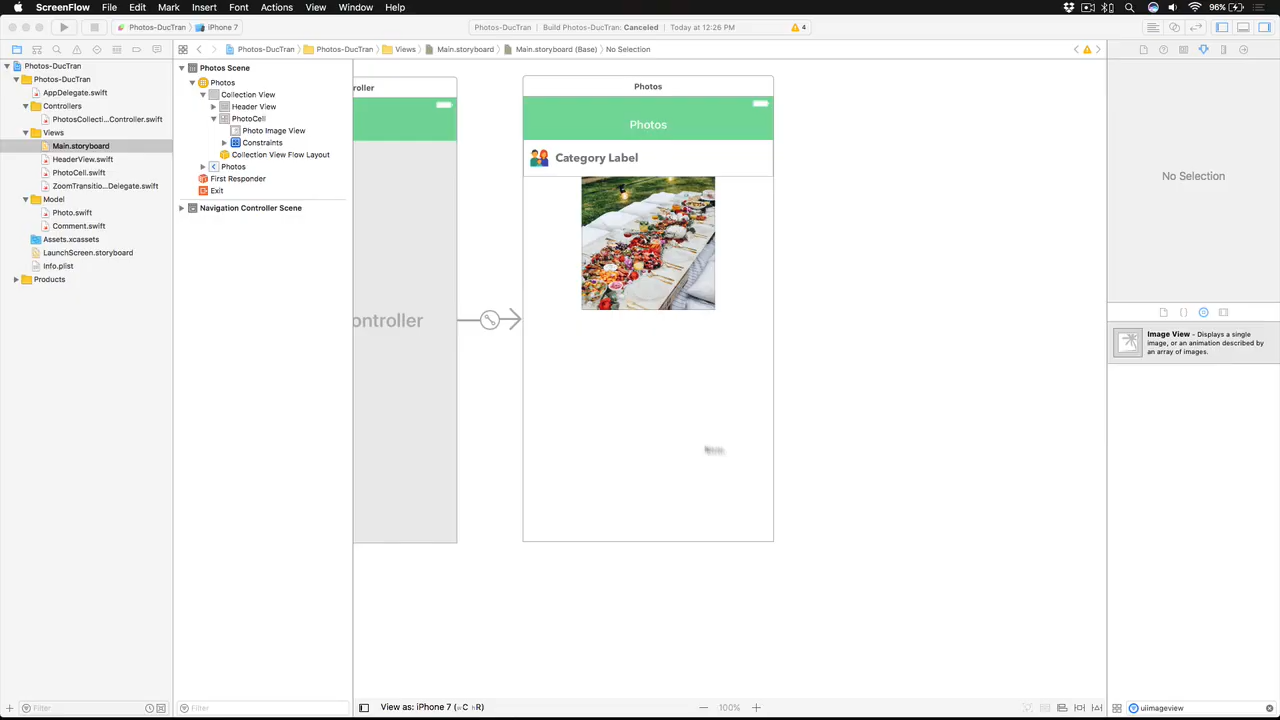 ScreenFlow File Edit Mark Insert Font Actions View Window Help 96%
Photos-DucTran iPhone 7 Photos-DucTran Build Photos-DucTran: Canceled Today at 12:26 PM 4
Photos-DucTran Photos-DucTran Views Main.storyboard Main.storyboard (Base) No Selection
Photos-DucTran
Photos-DucTran
AppDelegate.swift
Controllers
PhotosCollecti...Controller.swift
Views
Main.storyboard
HeaderView.swift
PhotoCell.swift
ZoomTransitio...Delegate.swift
Model
Photo.swift
Comment.swift
Assets.xcassets
LaunchScreen.storyboard
Info.plist
Products
Filter
Photos Scene
Photos
Collection View
Header View
PhotoCell
Photo Image View
Constraints
Collection View Flow Layout
Photos
First Responder
Exit
Navigation Controller Scene
Filter
roller
ontroller
Photos
Photos
Category Label
View as: iPhone 7 (wC hR)
100%
No Selection
Image View - Displays a single
image, or an animation described by
an array of images.
uiimageview